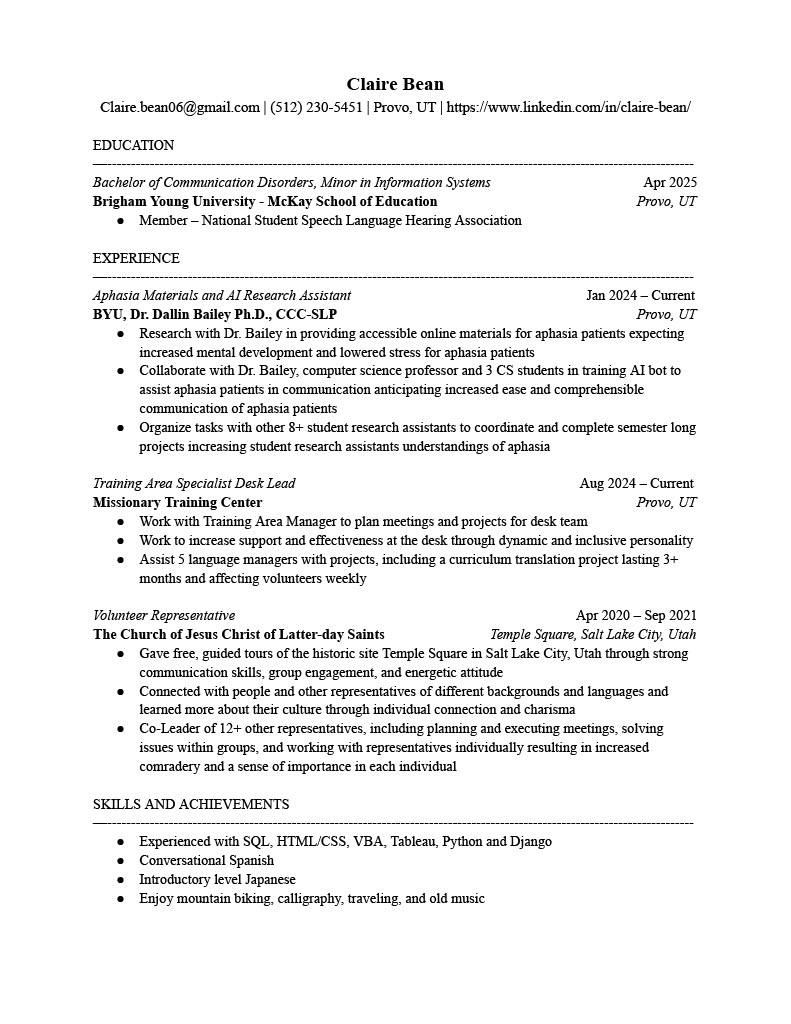 Claire Bean
Claire.bean06@gmail.com | (512) 230-5451 | Provo, UT | https://www.linkedin.com/in/claire-bean/
EDUCATION
Bachelor of Communication Disorders, Minor in Information Systems Apr 2025
Brigham Young University - McKay School of Education Provo, UT
● Member – National Student Speech Language Hearing Association
EXPERIENCE
Aphasia Materials and AI Research Assistant Jan 2024 – Current
BYU, Dr. Dallin Bailey Ph.D., CCC-SLP Provo, UT
● Research with Dr. Bailey in providing accessible online materials for aphasia patients expecting
increased mental development and lowered stress for aphasia patients
● Collaborate with Dr. Bailey, computer science professor and 3 CS students in training AI bot to
assist aphasia patients in communication anticipating increased ease and comprehensible
communication of aphasia patients
● Organize tasks with other 8+ student research assistants to coordinate and complete semester long
projects increasing student research assistants understandings of aphasia
Training Area Specialist Desk Lead Aug 2024 – Current
Missionary Training Center Provo, UT
● Work with Training Area Manager to plan meetings and projects for desk team
● Work to increase support and effectiveness at the desk through dynamic and inclusive personality
● Assist 5 language managers with projects, including a curriculum translation project lasting 3+
months and affecting volunteers weekly
Volunteer Representative Apr 2020 – Sep 2021
The Church of Jesus Christ of Latter-day Saints Temple Square, Salt Lake City, Utah
● Gave free, guided tours of the historic site Temple Square in Salt Lake City, Utah through strong
communication skills, group engagement, and energetic attitude
● Connected with people and other representatives of different backgrounds and languages and
learned more about their culture through individual connection and charisma
● Co-Leader of 12+ other representatives, including planning and executing meetings, solving
issues within groups, and working with representatives individually resulting in increased
comradery and a sense of importance in each individual
SKILLS AND ACHIEVEMENTS
● Experienced with SQL, HTML/CSS, VBA, Tableau, Python and Django
● Conversational Spanish
● Introductory level Japanese
● Enjoy mountain biking, calligraphy, traveling, and old music